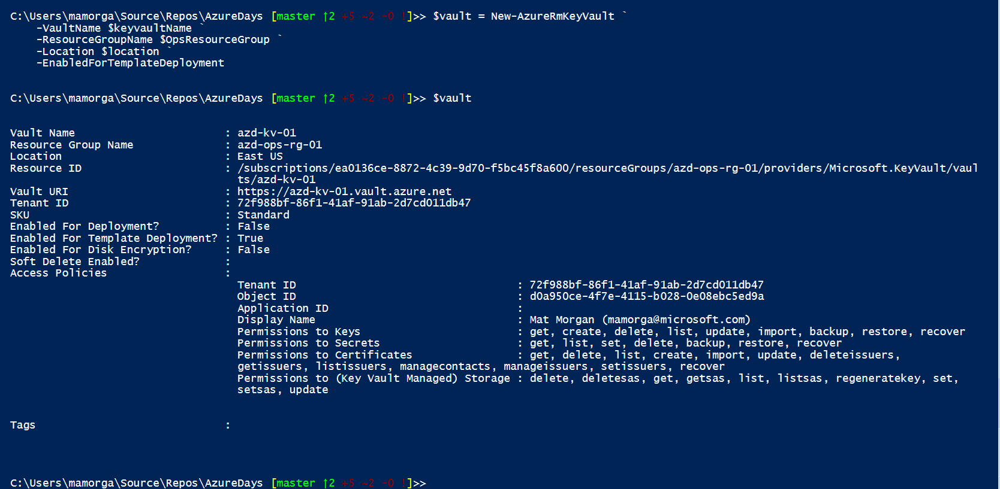 C:\Users\mamorga\Source\Repos\AzureDays [master ↑2 +5 ~2 -0 !]>> $vault = New-AzureRmKeyVault `
    -VaultName $keyvaultName `
    -ResourceGroupName $OpsResourceGroup `
    -Location $location `
    -EnabledForTemplateDeployment
C:\Users\mamorga\Source\Repos\AzureDays [master ↑2 +5 ~2 -0 !]>> $vault
Vault Name                       : azd-kv-01
Resource Group Name              : azd-ops-rg-01
Location                         : East US
Resource ID                      : /subscriptions/ea0136ce-8872-4c39-9d70-f5bc45f8a600/resourceGroups/azd-ops-rg-01/providers/Microsoft.KeyVault/vaul
                                   ts/azd-kv-01
Vault URI                        : https://azd-kv-01.vault.azure.net
Tenant ID                        : 72f988bf-86f1-41af-91ab-2d7cd011db47
SKU                              : Standard
Enabled For Deployment?          : False
Enabled For Template Deployment? : True
Enabled For Disk Encryption?     : False
Soft Delete Enabled?             :
Access Policies                  :
                                   Tenant ID                                  : 72f988bf-86f1-41af-91ab-2d7cd011db47
                                   Object ID                                  : d0a950ce-4f7e-4115-b028-0e08ebc5ed9a
                                   Application ID                             :
                                   Display Name                               : Mat Morgan (mamorga@microsoft.com)
                                   Permissions to Keys                        : get, create, delete, list, update, import, backup, restore, recover
                                   Permissions to Secrets                     : get, list, set, delete, backup, restore, recover
                                   Permissions to Certificates                : get, delete, list, create, import, update, deleteissuers,
                                   getissuers, listissuers, managecontacts, manageissuers, setissuers, recover
                                   Permissions to (Key Vault Managed) Storage : delete, deletesas, get, getsas, list, listsas, regeneratekey, set,
                                   setsas, update
Tags                             :
C:\Users\mamorga\Source\Repos\AzureDays [master ↑2 +5 ~2 -0 !]>>